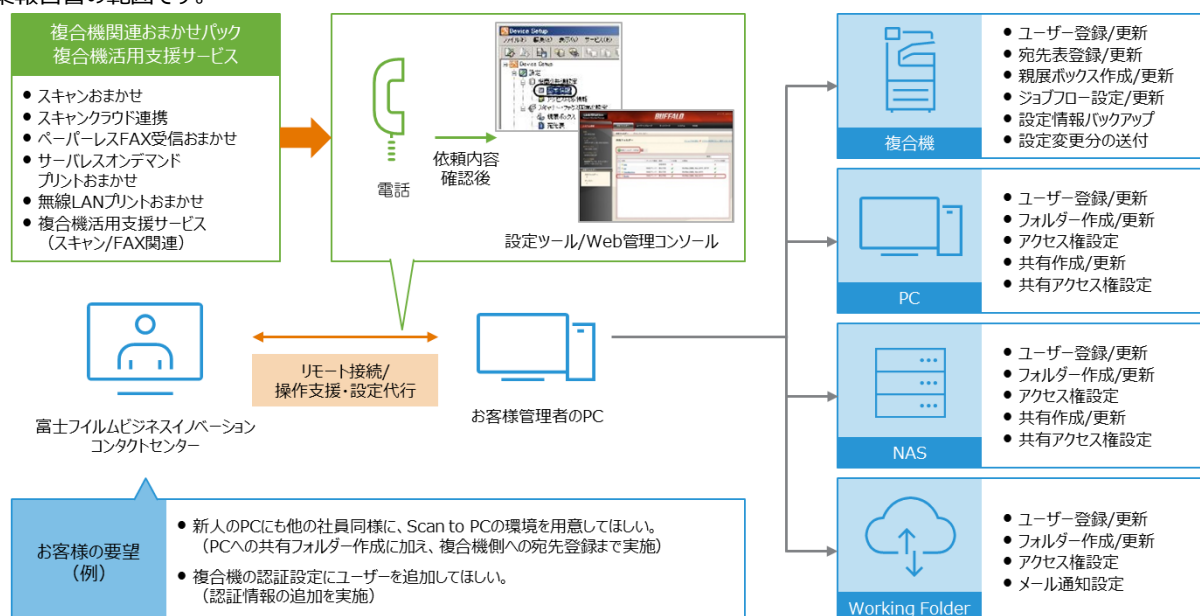 業報告書の範囲です。
複合機関連おまかせパック
複合機活用支援サービス
● スキャンおまかせ
● スキャンクラウド連携
● ペーパーレスFAX受信おまかせ
● サーバレスオンデマンド
プリントおまかせ
● 無線LANプリントおまかせ
● 複合機活用支援サービス
（スキャン/FAX関連）
電話
依頼内容
確認後
Device Setup
Device Setup
設定
BUFFALO
設定ツール/Web管理コンソール
富士フイルムビジネスイノベーション
コンタクトセンター
リモート接続/
操作支援・設定代行
お客様管理者のPC
お客様の要望
（例）
● 新人のPCにも他の社員同様に、Scan to PCの環境を用意してほしい。
（PCへの共有フォルダー作成に加え、複合機側への宛先登録まで実施）
● 複合機の認証設定にユーザーを追加してほしい。
（認証情報の追加を実施）
複合機
● ユーザー登録/更新
● 宛先表登録/更新
● 親展ボックス作成/更新
● ジョブフロー設定/更新
● 設定情報バックアップ
● 設定変更分の送付
PC
● ユーザー登録/更新
● フォルダー作成/更新
● アクセス権設定
● 共有作成/更新
● 共有アクセス権設定
NAS
● ユーザー登録/更新
● フォルダー作成/更新
● アクセス権設定
● 共有作成/更新
● 共有アクセス権設定
Working Folder
● ユーザー登録/更新
● フォルダー作成/更新
● アクセス権設定
● メール通知設定